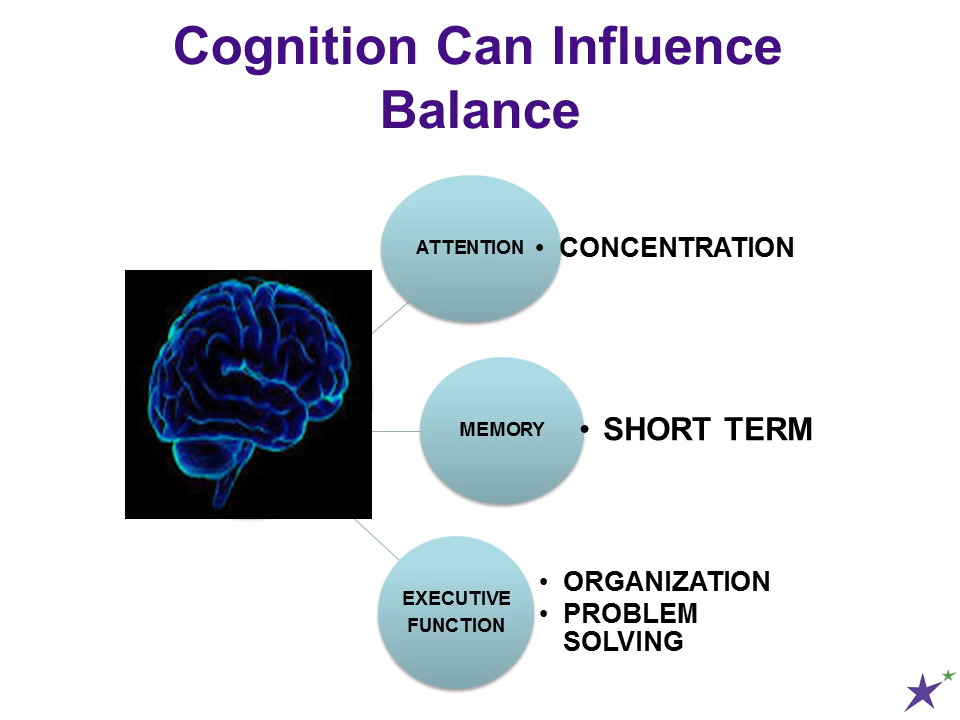 Cognition Can Influence
Balance
ATTENTION
• CONCENTRATION
MEMORY
• SHORT TERM
EXECUTIVE
FUNCTION
• ORGANIZATION
• PROBLEM
SOLVING